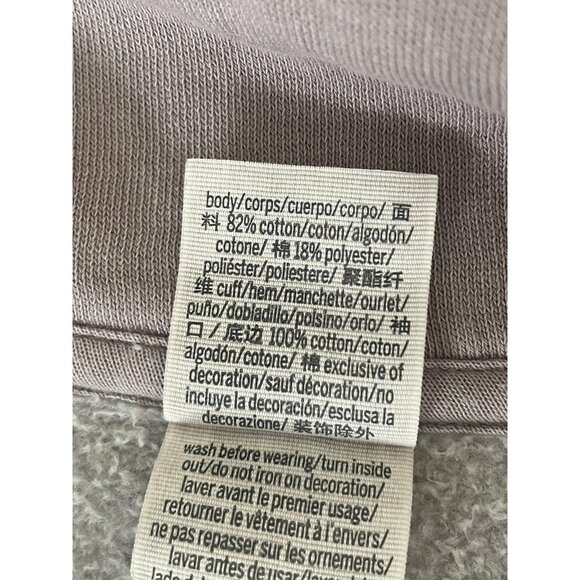 body/corps/cuerpo/corpo/ 面
料 82% cotton/coton/algodón/
cotone/ 棉 18% polyester/
poliéster/poliestere/ 聚酯纤
维 cuff/hem/manchette/ourlet/
puño/dobladillo/polsino/orlo/ 袖
口 / 底边 100% cotton/coton/
algodón/cotone/ 棉 exclusive of
decoration/sauf décoration/no
incluye la decoración/esclusa la
decorazione/ 装饰除外
wash before wearing/turn inside
out/do not iron on decoration/
laver avant le premier usage/
retourner le vêtement à l'envers/
ne pas repasser sur les ornements/
lavar antes de usar/lavar
lado d